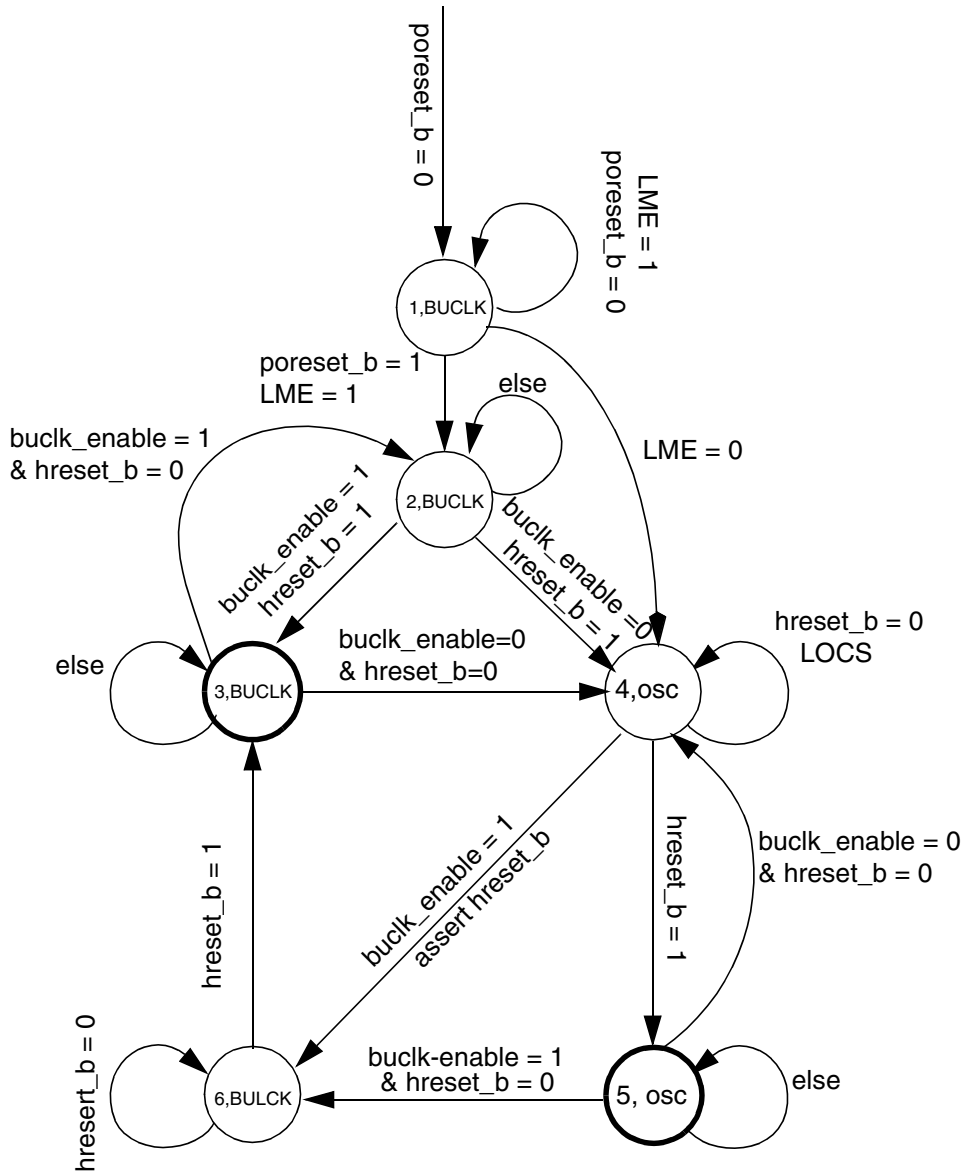 poreset_b = 0
LME = 1
poreset_b = 0
1,BUCLK
poreset_b = 1
LME = 1
else
LME = 0
buclk_enable = 1
& hreset_b = 0
2,BUCLK
buclk_enable = 1
hreset_b = 1
buclk_enable =0
hreset_b = 1
hreset_b = 0
LOCS
else
3,BUCLK
buclk_enable=0
& hreset_b=0
4,osc
hreset_b = 1
buclk_enable = 1
assert hreset_b
hreset_b = 1
buclk_enable = 0
& hreset_b = 0
hresert_b = 0
6,BULCK
buclk-enable = 1
& hreset_b = 0
5, osc
else